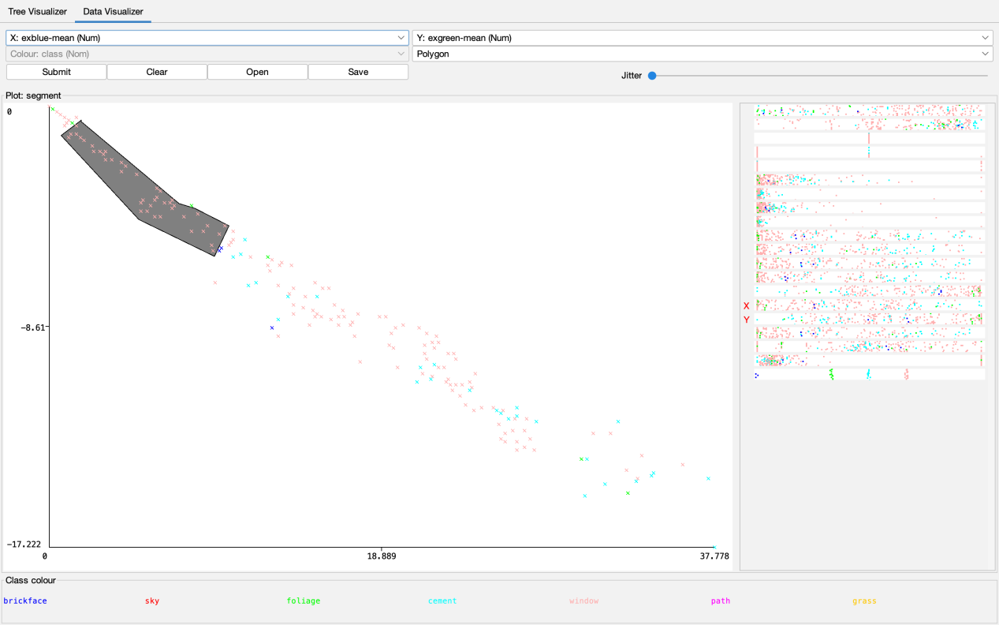 Tree Visualizer Data Visualizer
X: exblue-mean (Num) Y: exgreen-mean (Num)
Colour: class (Nom) Polygon
Submit Clear Open Save Jitter
Plot: segment
0
X
Y
-8.61
-17.222
0 18.889 37.778
Class colour
brickface sky foliage cement window path grass